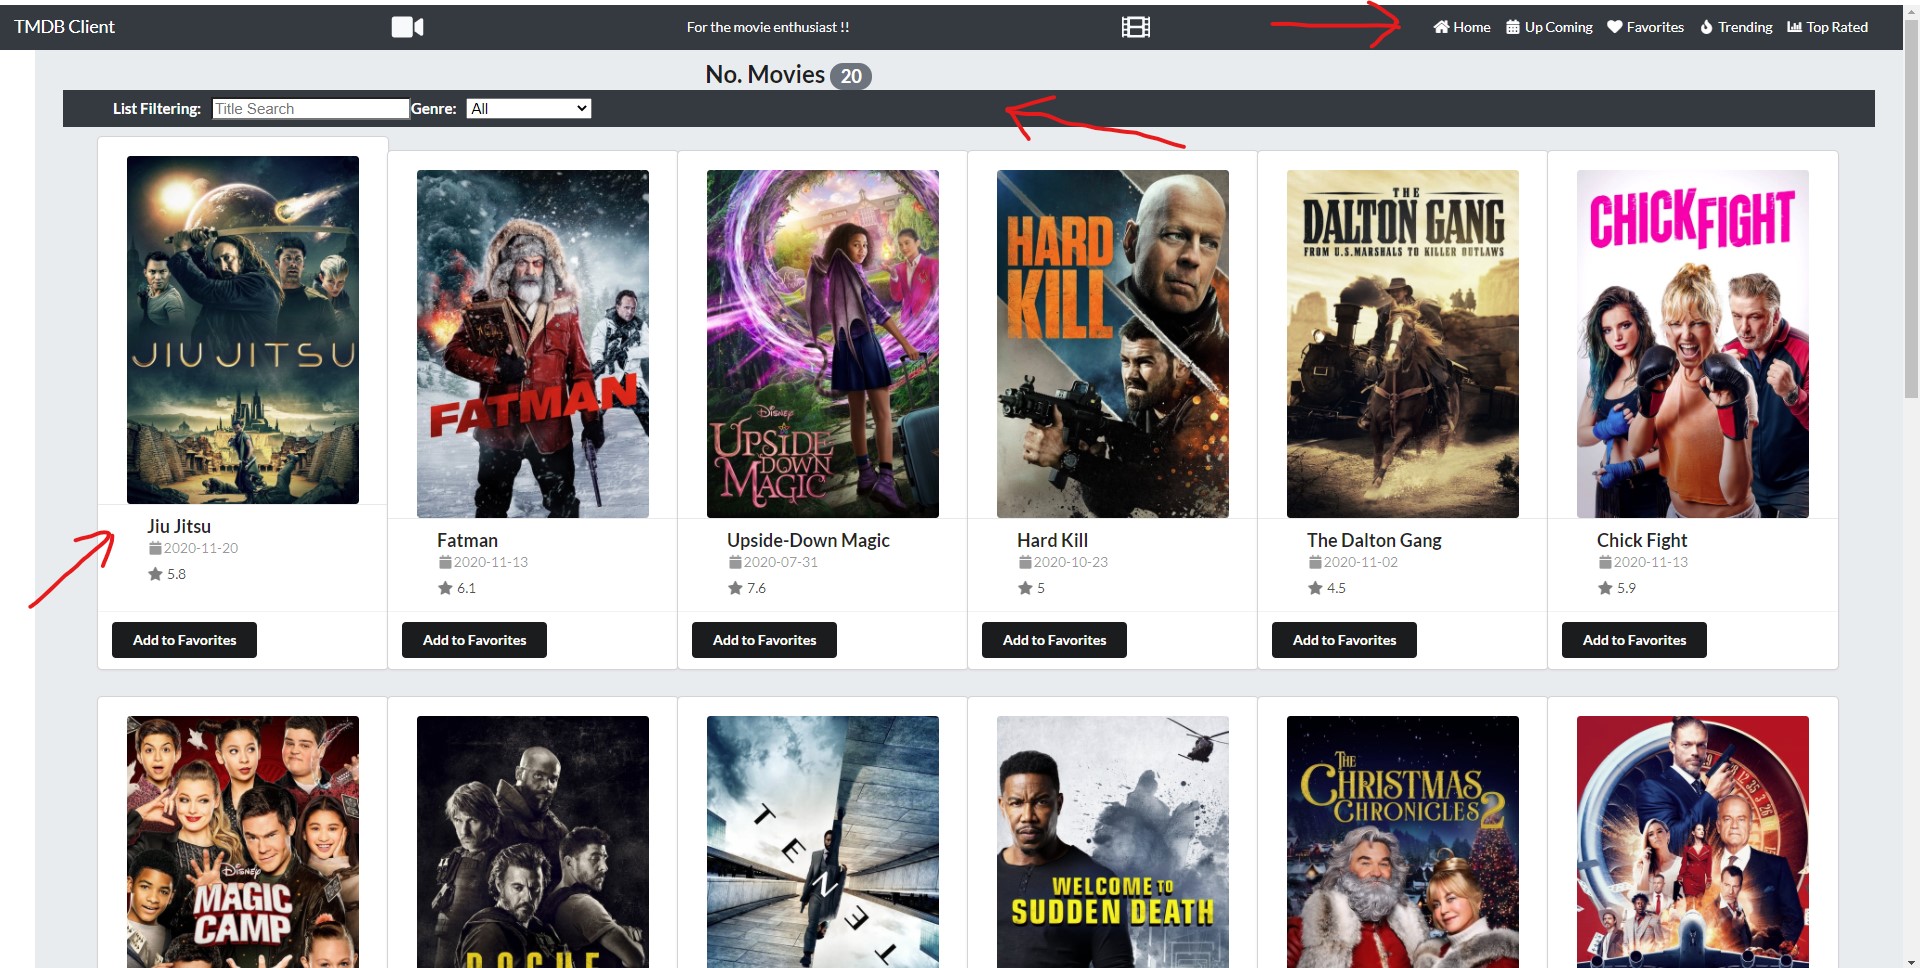 TMDB Client For the movie enthusiast !! Home Up Coming Favorites Trending Top Rated
No. Movies 20
List Filtering: Title Search Genre: All
JIU JITSU
FATMAN
Disney
UPSIDE
DOWN
MAGIC
HARD
KILL
THE
DALTON GANG
FROM U.S. MARSHALS TO KILLER OUTLAWS
CHICK FIGHT
Jiu Jitsu
2020-11-20
5.8
Add to Favorites
Fatman
2020-11-13
6.1
Add to Favorites
Upside-Down Magic
2020-07-31
7.6
Add to Favorites
Hard Kill
2020-10-23
5
Add to Favorites
The Dalton Gang
2020-11-02
4.5
Add to Favorites
Chick Fight
2020-11-13
5.9
Add to Favorites
Disney
MAGIC
CAMP
ROGUE
TENET
WELCOME TO
SUDDEN DEATH
THE
CHRISTMAS
CHRONICLES 2